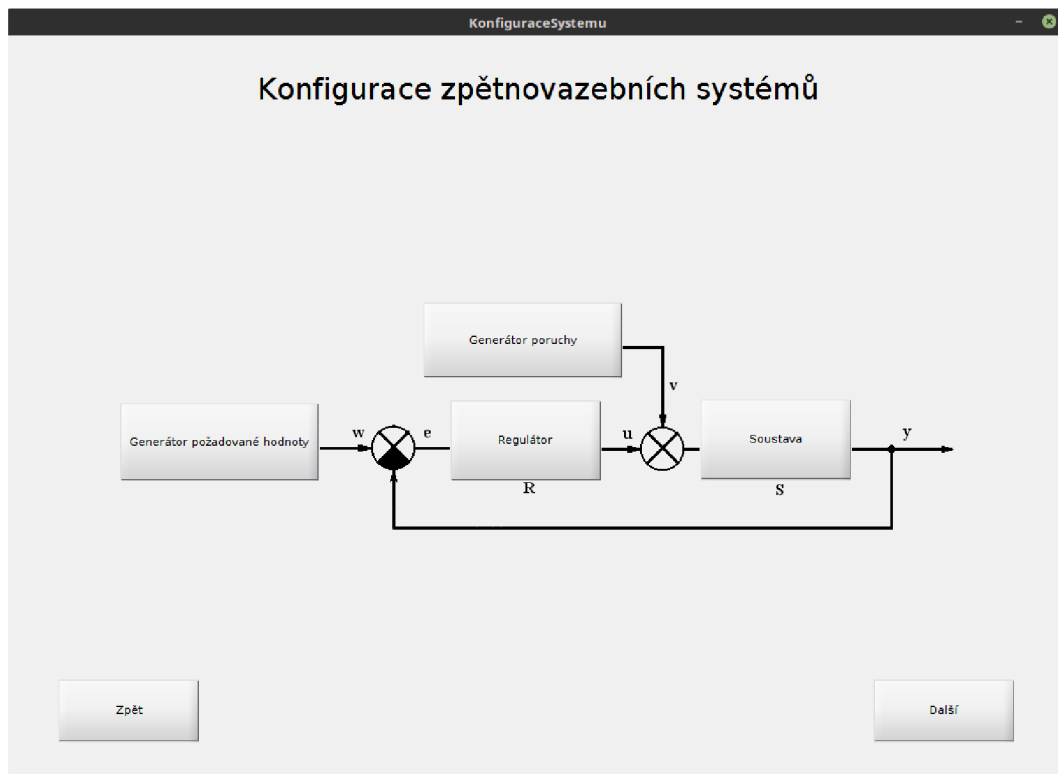 KonfiguraceSystemu
Konfigurace zpětnovazebních systémů
Generátor poruchy
v
Generátor požadované hodnoty
w
e
Regulátor
R
u
Soustava
S
y
Zpět
Další